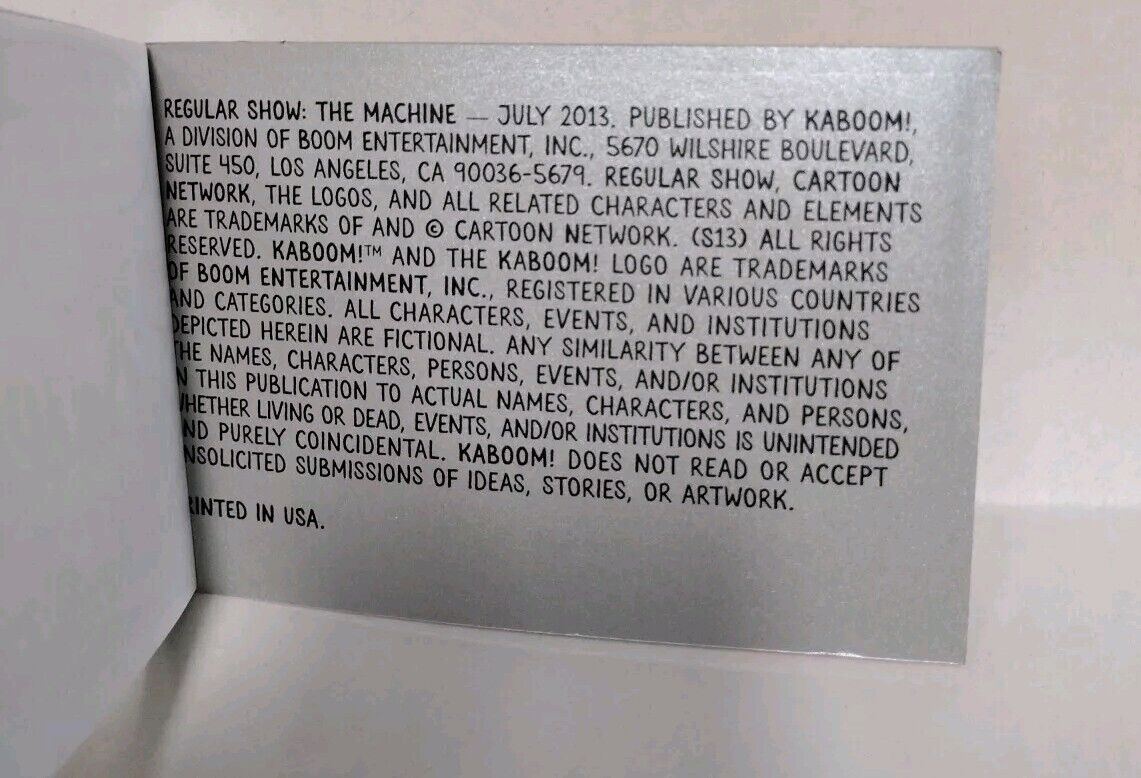 REGULAR SHOW: THE MACHINE — JULY 2013. PUBLISHED BY KABOOM!,
A DIVISION OF BOOM ENTERTAINMENT, INC., 5670 WILSHIRE BOULEVARD,
SUITE 450, LOS ANGELES, CA 90036-5679. REGULAR SHOW, CARTOON
NETWORK, THE LOGOS, AND ALL RELATED CHARACTERS AND ELEMENTS
ARE TRADEMARKS OF AND © CARTOON NETWORK. (S13) ALL RIGHTS
RESERVED. KABOOM!™ AND THE KABOOM! LOGO ARE TRADEMARKS
OF BOOM ENTERTAINMENT, INC., REGISTERED IN VARIOUS COUNTRIES
AND CATEGORIES. ALL CHARACTERS, EVENTS, AND INSTITUTIONS
DEPICTED HEREIN ARE FICTIONAL. ANY SIMILARITY BETWEEN ANY OF
THE NAMES, CHARACTERS, PERSONS, EVENTS, AND/OR INSTITUTIONS
IN THIS PUBLICATION TO ACTUAL NAMES, CHARACTERS, AND PERSONS,
WHETHER LIVING OR DEAD, EVENTS, AND/OR INSTITUTIONS IS UNINTENDED
AND PURELY COINCIDENTAL. KABOOM! DOES NOT READ OR ACCEPT
UNSOLICITED SUBMISSIONS OF IDEAS, STORIES, OR ARTWORK.
PRINTED IN USA.